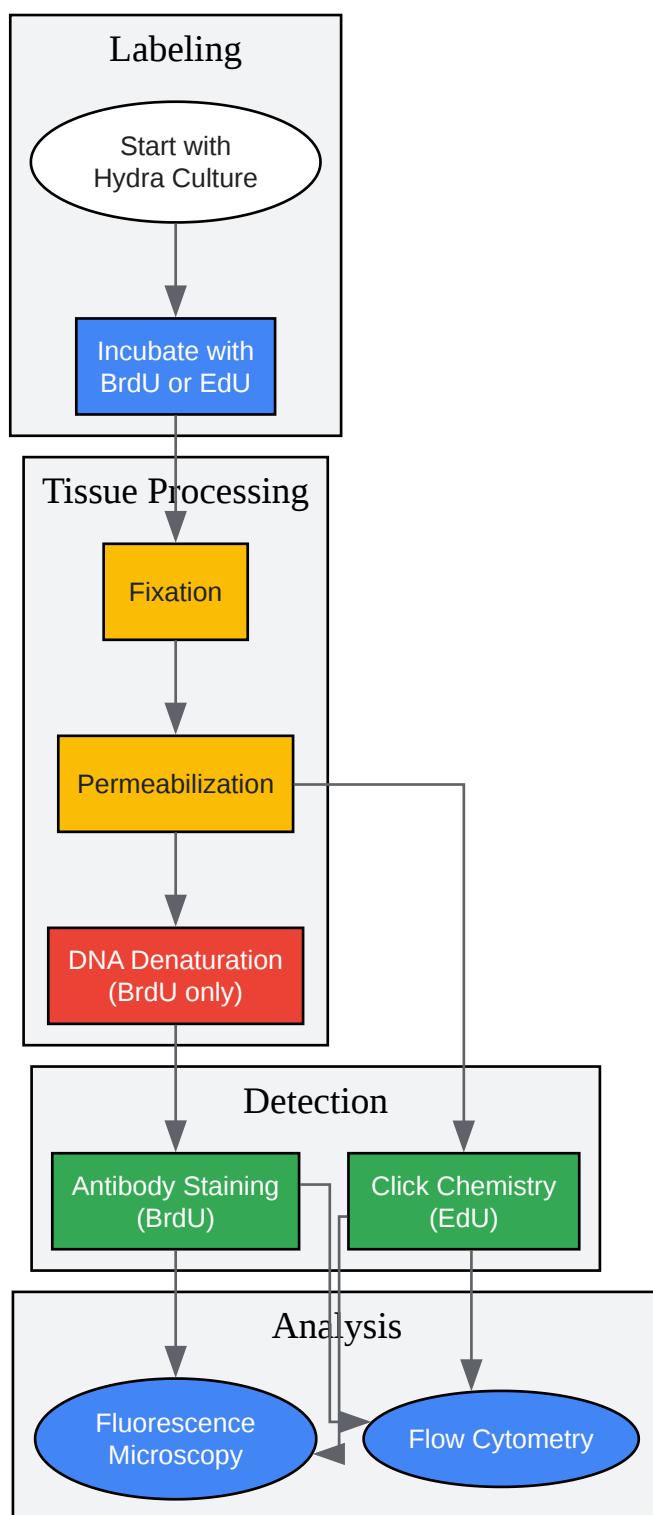 Labeling
Start with
Hydra Culture
Incubate with
BrdU or EdU
Tissue Processing
Fixation
Permeabilization
DNA Denaturation
(BrdU only)
Detection
Antibody Staining
(BrdU)
Click Chemistry
(EdU)
Analysis
Fluorescence
Microscopy
Flow Cytometry